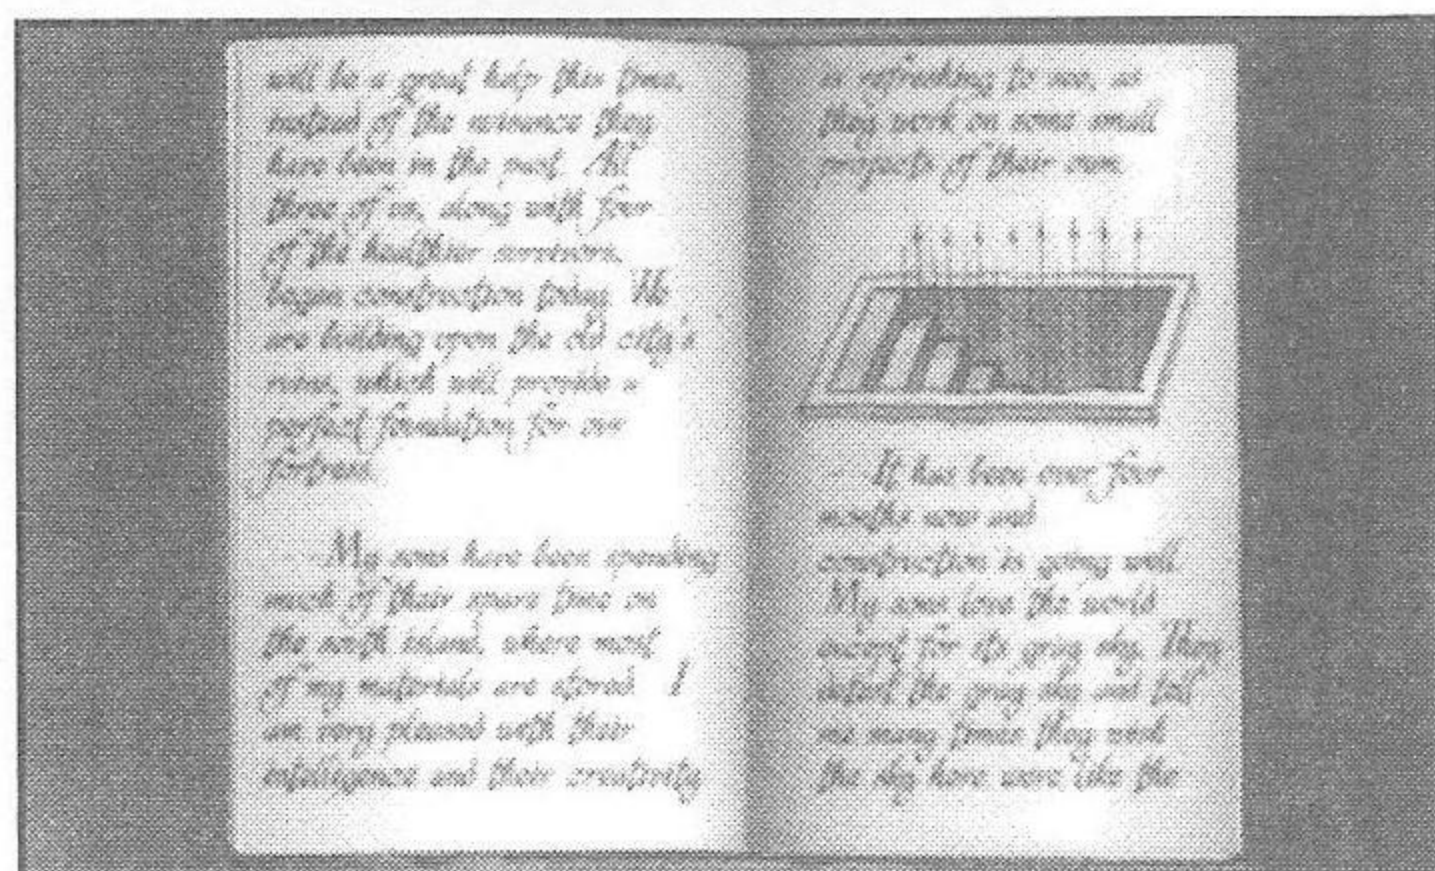 will be a great help this time,
instead of the nuisance they
have been in the past. All
three of us, along with four
of the healthier survivors,
began construction today. We
are building upon the old city's
ruins, which will provide a
perfect foundation for our
fortress.
My sons have been spending
much of their spare time on
the north island, where most
of my materials are stored. I
am very pleased with their
intelligence and their creativity
is refreshing to see, as
they work on some small
projects of their own.
It has been over four
months now and
construction is going well.
My sons love the world
except for its gray sky. They
detest the gray sky and tell
me many times they wish
the sky here were like the